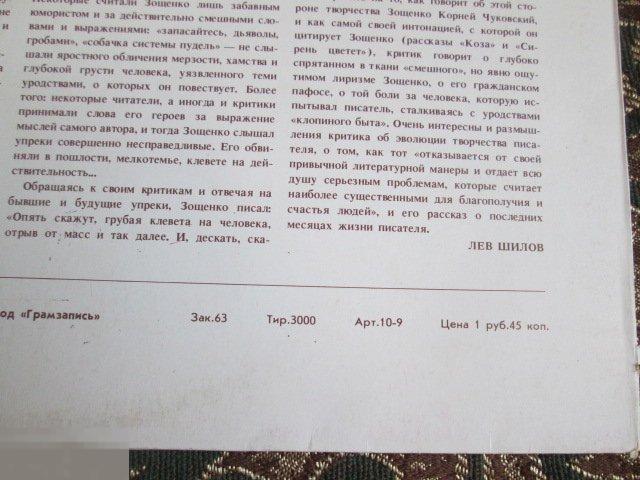 Некоторые считали Зощенко лишь забавным
юмористом и за действительно смешными сло-
вами и выражениями: «запасайтесь, дьяволы,
гробами», «собачка системы пудель» — не слы-
шали яростного обличения мерзости, хамства и
глубокой грусти человека, уязвленного теми
уродствами, о которых он повествует. Более
того: некоторые читатели, а иногда и критики
принимали слова его героев за выражение
мыслей самого автора, и тогда Зощенко слышал
упреки совершенно несправедливые. Его обви-
няли в пошлости, мелкотемье, клевете на дей-
ствительность...
Обращаясь к своим критикам и отвечая на
бывшие и будущие упреки, Зощенко писал:
«Опять скажут, грубая клевета на человека,
отрыв от масс и так далее. И, дескать, ска-
как говорит об этой сто-
роне творчества Зощенко Корней Чуковский,
и как самой своей интонацией, с которой он
цитирует Зощенко (рассказы «Коза» и «Си-
рень цветет»), критик говорит о глубоко
спрятанном в ткани «смешного», но явно ощу-
тимом лиризме Зощенко, о его гражданском
пафосе, о той боли за человека, которую ис-
пытывал писатель, сталкиваясь с уродствами
«клопиного быта». Очень интересны и размыш-
ления критика об эволюции творчества писа-
теля, о том, как тот «отказывается от своей
привычной литературной манеры и отдает всю
душу серьезным проблемам, которые считает
наиболее существенными для благополучия и
счастья людей», и его рассказ о последних
месяцах жизни писателя.
ЛЕВ ШИЛОВ
од «Грамзапись» Зак.63 Тир.3000 Арт.10-9 Цена 1 руб.45 коп.